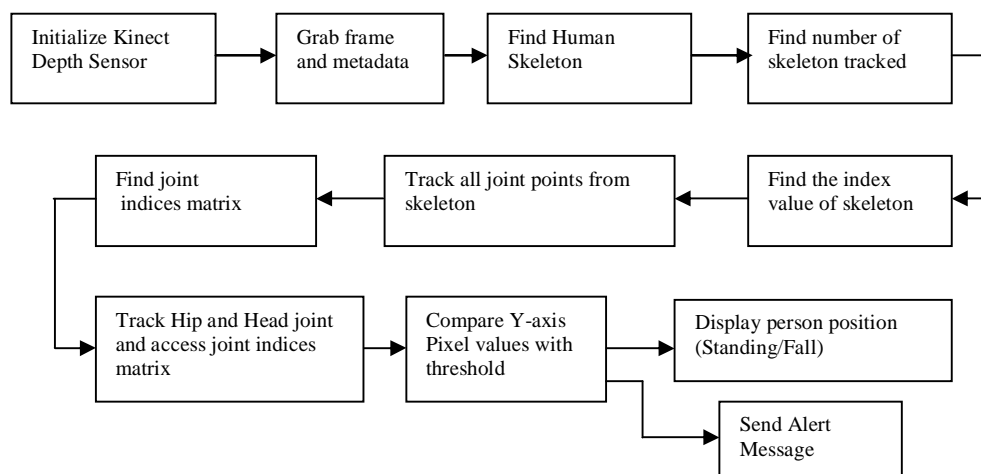 Initialize Kinect
Depth Sensor
Grab frame
and metadata
Find Human
Skeleton
Find number of
skeleton tracked
Find the index
value of skeleton
Track all joint points from
skeleton
Find joint
indices matrix
Track Hip and Head joint
and access joint indices
matrix
Compare Y-axis
Pixel values with
threshold
Display person position
(Standing/Fall)
Send Alert
Message